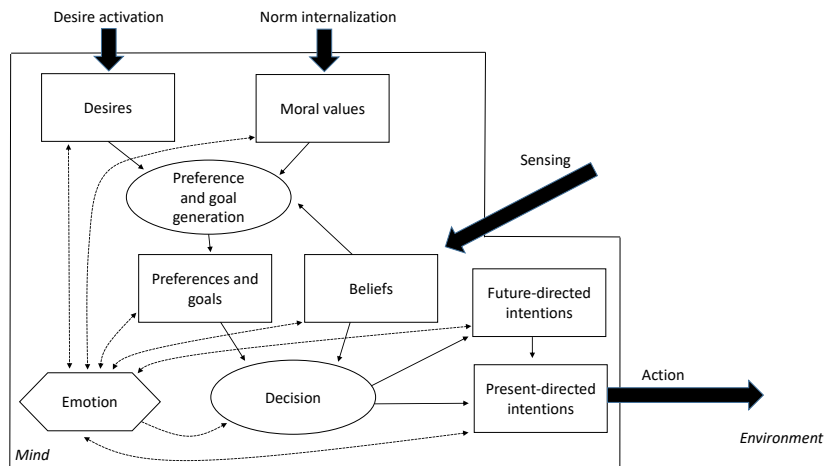 Desire activation
Norm internalization
Desires
Moral values
Sensing
Preference
and goal
generation
Preferences and
goals
Beliefs
Future-directed
intentions
Action
Emotion
Decision
Present-directed
intentions
Mind
Environment